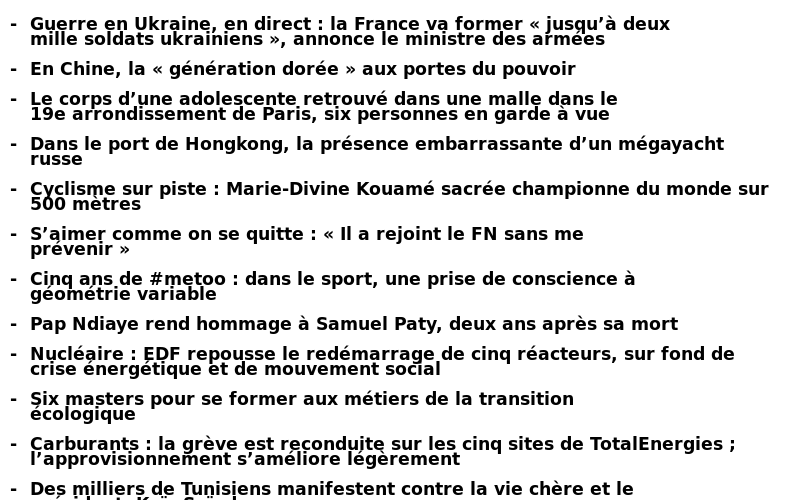 - Guerre en Ukraine, en direct : la France va former « jusqu’à deux
mille soldats ukrainiens », annonce le ministre des armées
- En Chine, la « génération dorée » aux portes du pouvoir
- Le corps d’une adolescente retrouvé dans une malle dans le
19e arrondissement de Paris, six personnes en garde à vue
- Dans le port de Hongkong, la présence embarrassante d’un mégayacht
russe
- Cyclisme sur piste : Marie-Divine Kouamé sacrée championne du monde sur
500 mètres
- S’aimer comme on se quitte : « Il a rejoint le FN sans me
prévenir »
- Cinq ans de #metoo : dans le sport, une prise de conscience à
géométrie variable
- Pap Ndiaye rend hommage à Samuel Paty, deux ans après sa mort
- Nucléaire : EDF repousse le redémarrage de cinq réacteurs, sur fond de
crise énergétique et de mouvement social
- Six masters pour se former aux métiers de la transition
écologique
- Carburants : la grève est reconduite sur les cinq sites de TotalEnergies ;
l’approvisionnement s’améliore légèrement
- Des milliers de Tunisiens manifestent contre la vie chère et le